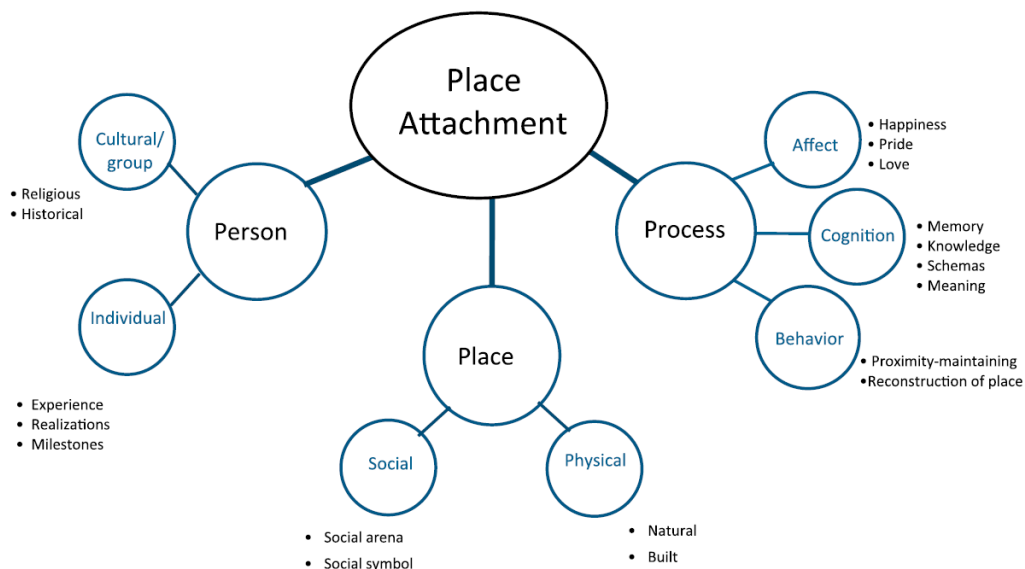 Place
Attachment
Cultural/
group
• Religious
• Historical
Person
Individual
• Experience
• Realizations
• Milestones
Place
Social
• Social arena
• Social symbol
Physical
• Natural
• Built
Process
Affect
• Happiness
• Pride
• Love
Cognition
• Memory
• Knowledge
• Schemas
• Meaning
Behavior
• Proximity-maintaining
•Reconstruction of place